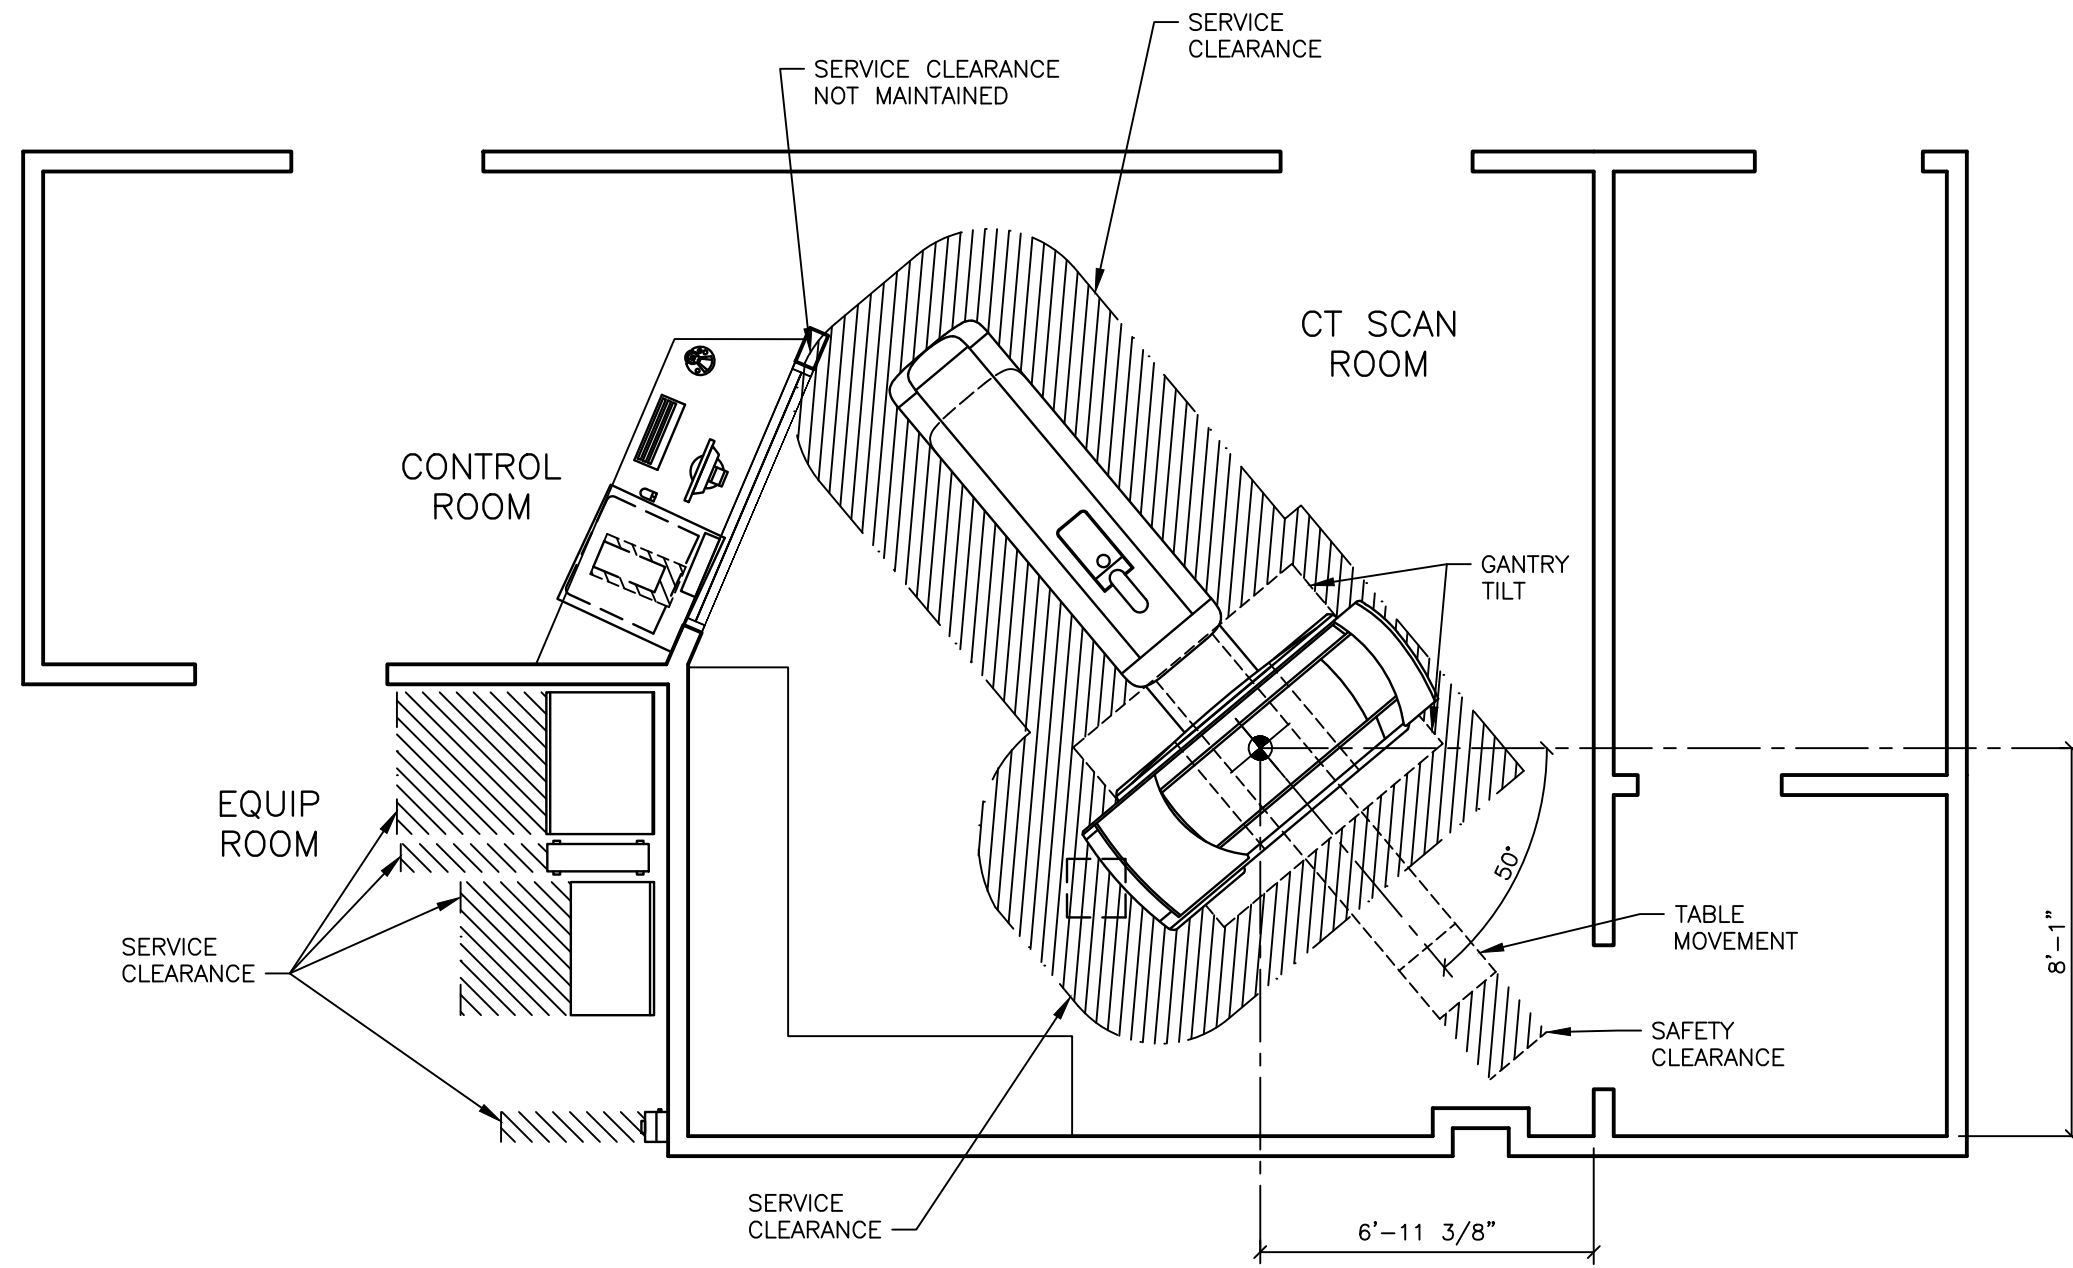 SERVICE
CLEARANCE
SERVICE CLEARANCE
NOT MAINTAINED
CT SCAN
ROOM
CONTROL
ROOM
GANTRY
TILT
EQUIP
ROOM
50°
TABLE
MOVEMENT
8'-1"
SERVICE
CLEARANCE
SAFETY
CLEARANCE
SERVICE
CLEARANCE
6'-11 3/8"